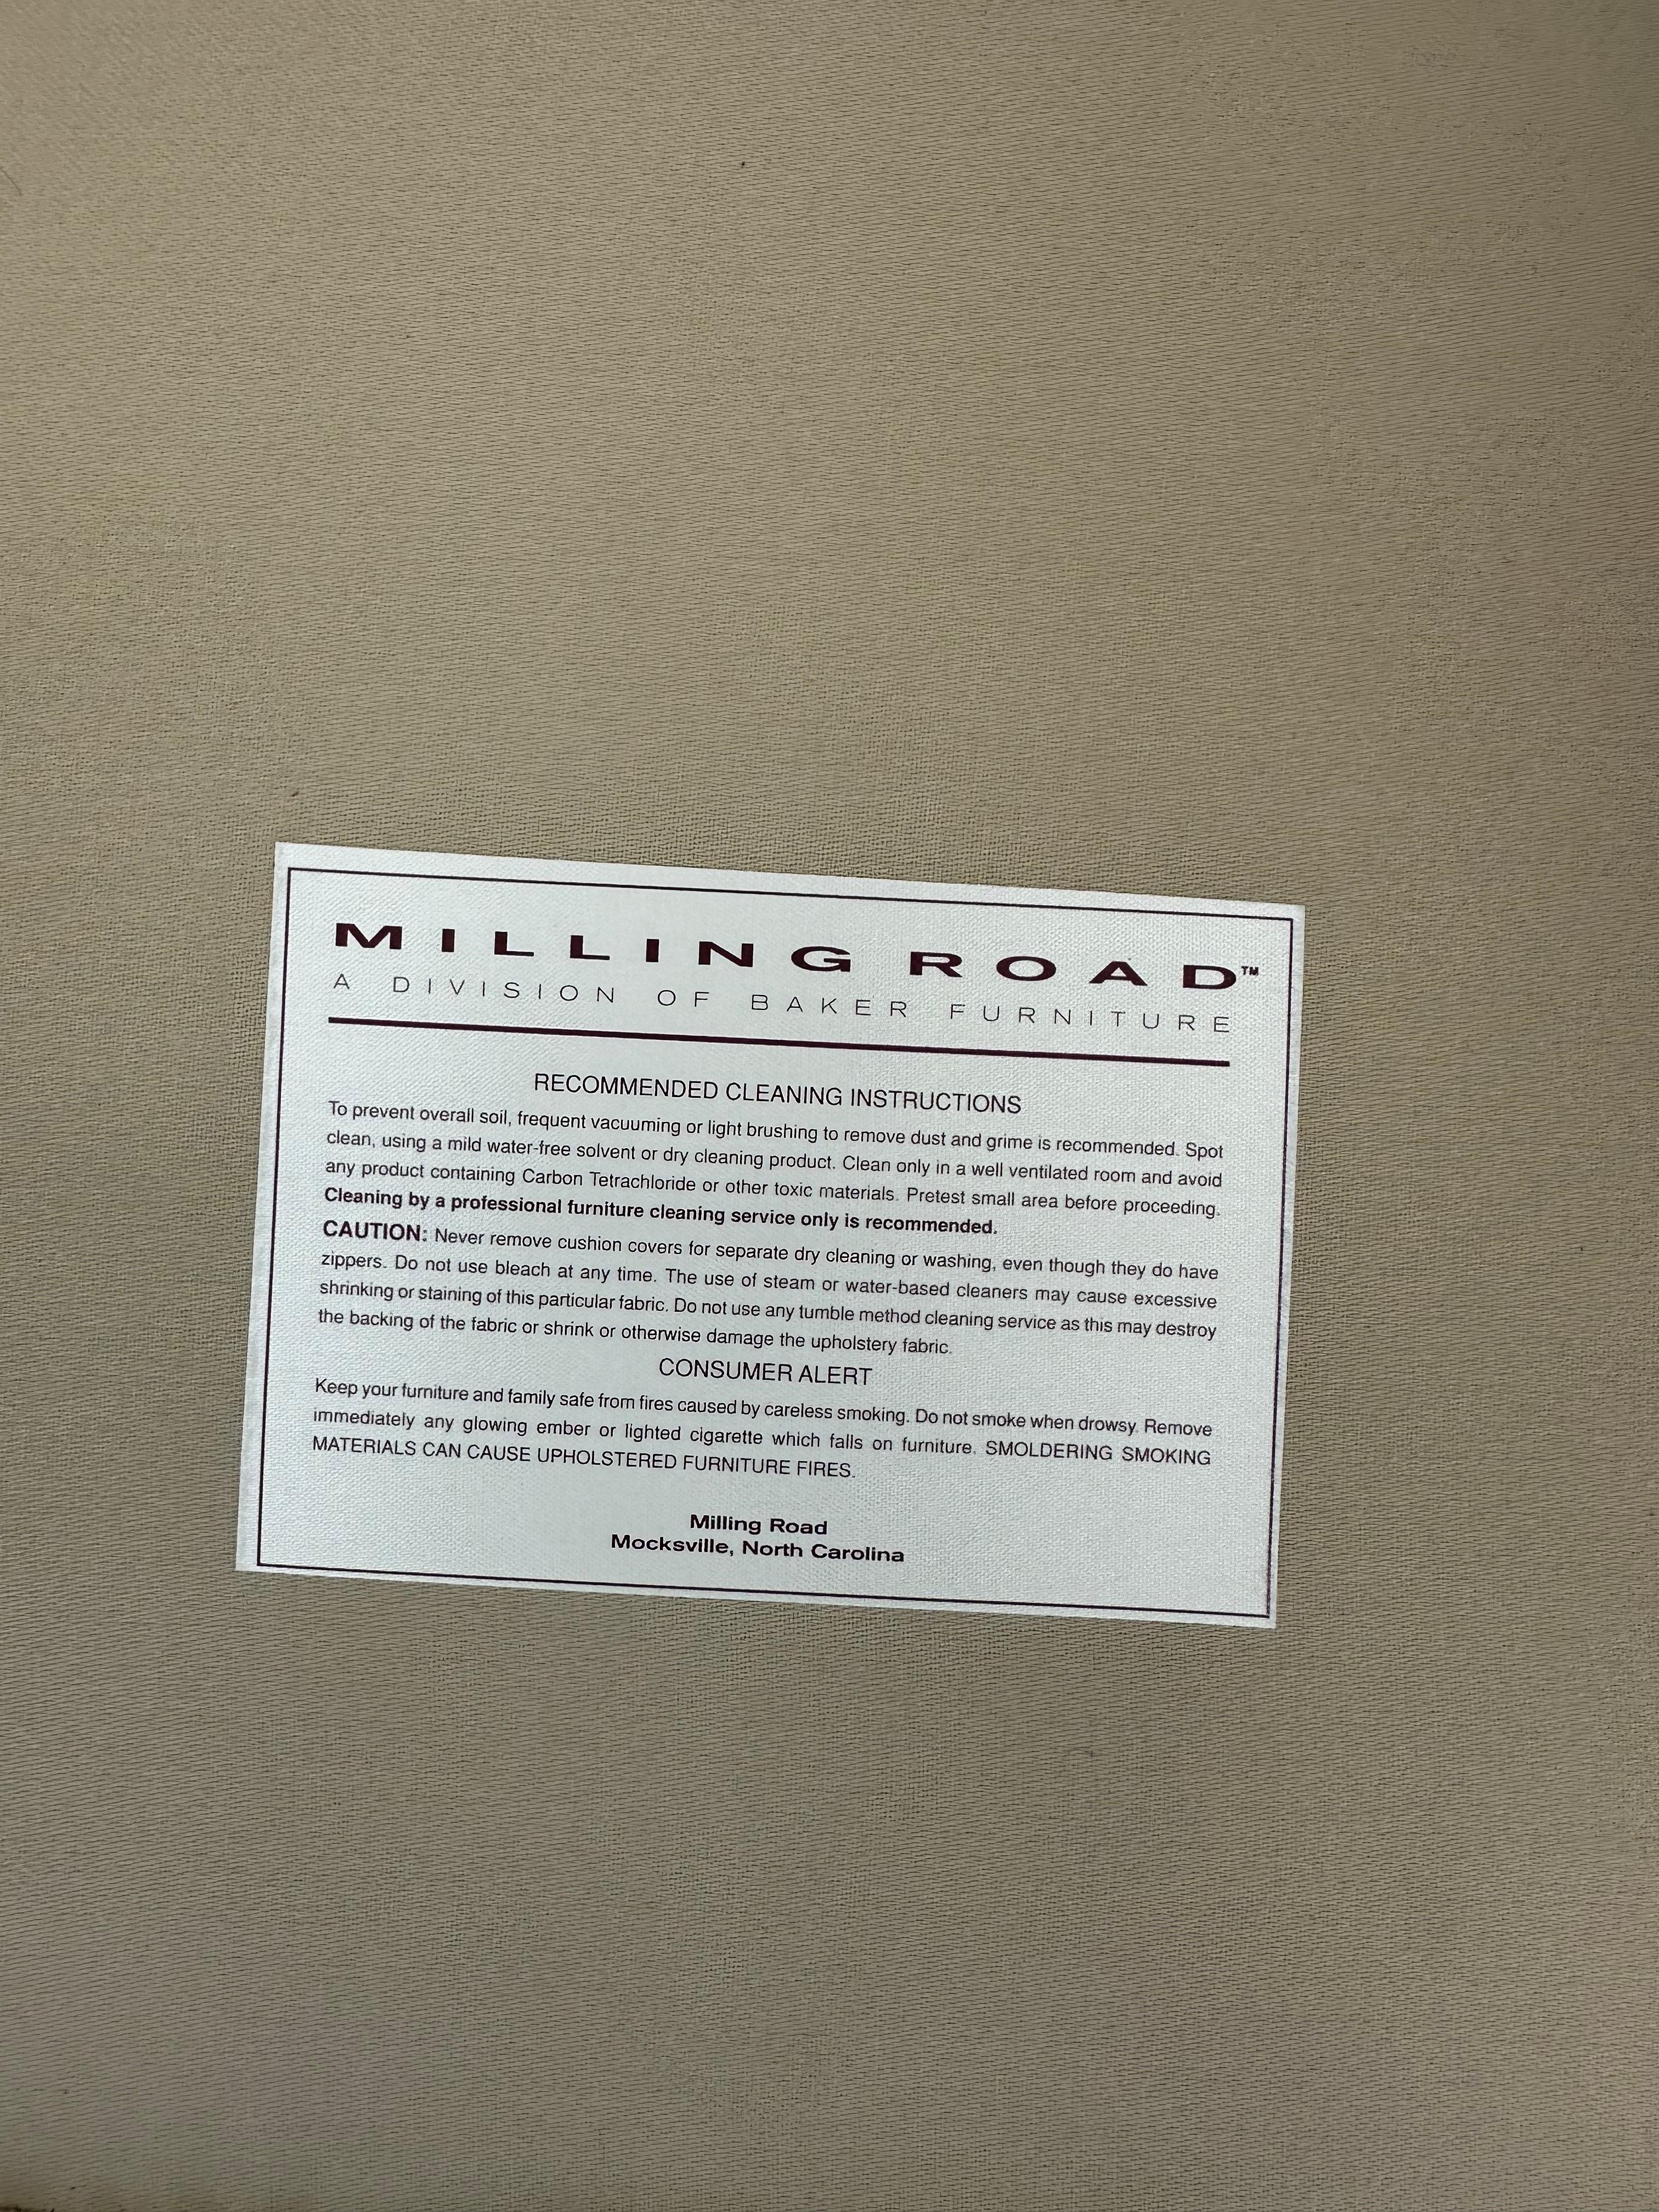 MILLING ROAD™
A DIVISION OF BAKER FURNITURE
RECOMMENDED CLEANING INSTRUCTIONS
To prevent overall soil, frequent vacuuming or light brushing to remove dust and grime is recommended. Spot
clean, using a mild water-free solvent or dry cleaning product. Clean only in a well ventilated room and avoid
any product containing Carbon Tetrachloride or other toxic materials. Pretest small area before proceeding.
Cleaning by a professional furniture cleaning service only is recommended.
CAUTION: Never remove cushion covers for separate dry cleaning or washing, even though they do have
zippers. Do not use bleach at any time. The use of steam or water-based cleaners may cause excessive
shrinking or staining of this particular fabric. Do not use any tumble method cleaning service as this may destroy
the backing of the fabric or shrink or otherwise damage the upholstery fabric.
CONSUMER ALERT
Keep your furniture and family safe from fires caused by careless smoking. Do not smoke when drowsy. Remove
immediately any glowing ember or lighted cigarette which falls on furniture. SMOLDERING SMOKING
MATERIALS CAN CAUSE UPHOLSTERED FURNITURE FIRES.
Milling Road
Mocksville, North Carolina